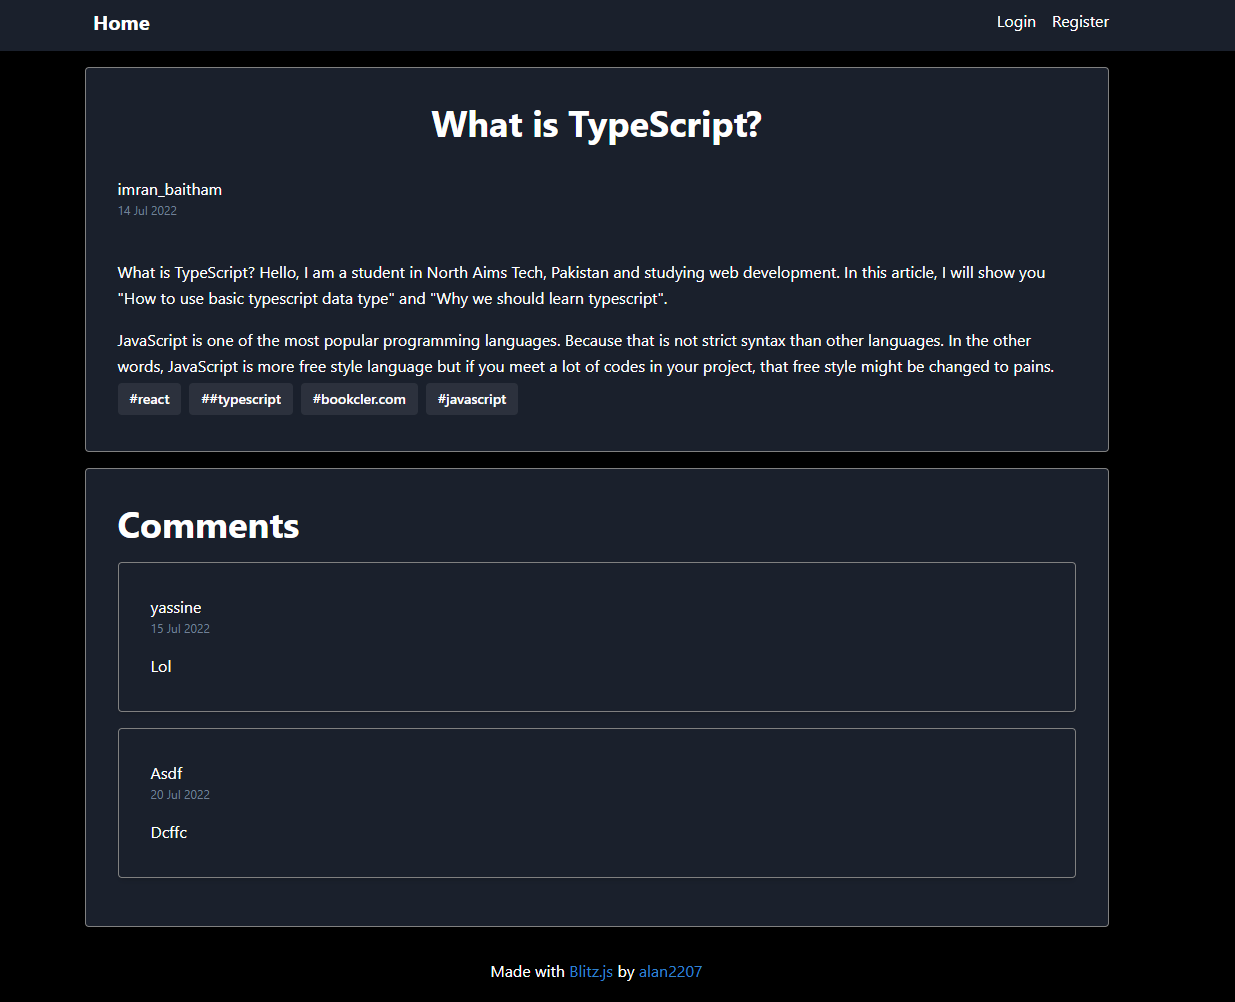 Home
Login
Register
What is TypeScript?
imran_baitham
14 Jul 2022
What is TypeScript? Hello, I am a student in North Aims Tech, Pakistan and studying web development. In this article, I will show you
"How to use basic typescript data type" and "Why we should learn typescript".
JavaScript is one of the most popular programming languages. Because that is not strict syntax than other languages. In the other
words, JavaScript is more free style language but if you meet a lot of codes in your project, that free style might be changed to pains.
#react ##typescript #bookcler.com #javascript
Comments
yassine
15 Jul 2022
Lol
Asdf
20 Jul 2022
Dcffc
Made with Blitz.js by alan2207